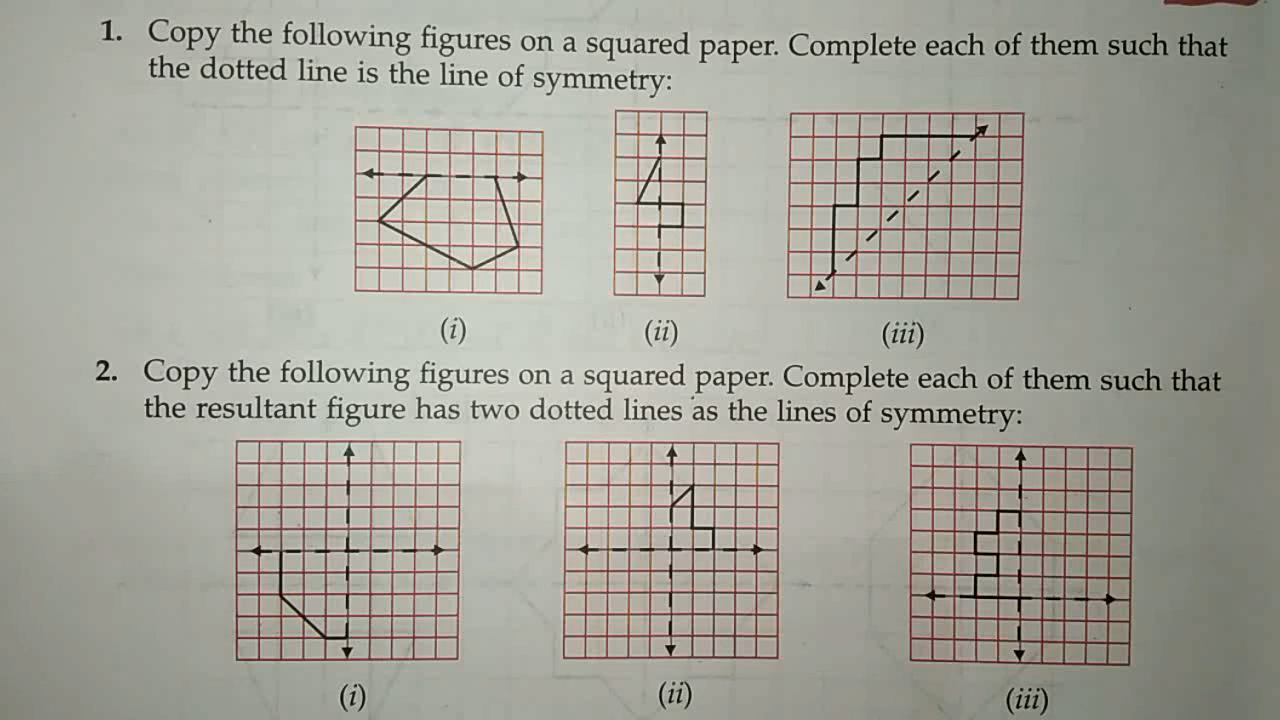 1. Copy the following figures on a squared paper. Complete each of them such that
the dotted line is the line of symmetry:
(i) (ii) (iii)
2. Copy the following figures on a squared paper. Complete each of them such that
the resultant figure has two dotted lines as the lines of symmetry:
(i) (ii) (iii)